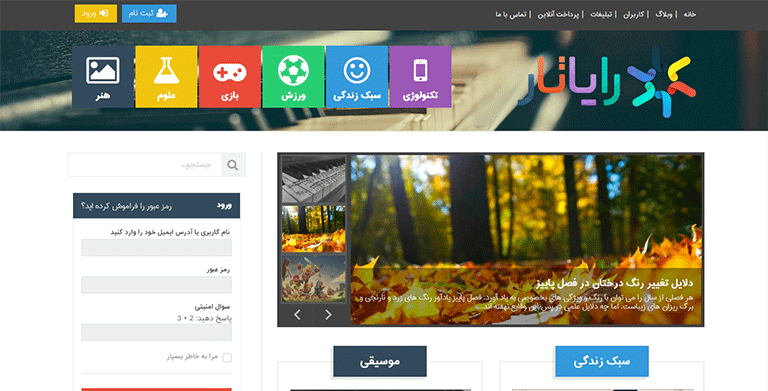 خانه | وبلاگ | کاربران | تبلیغات | پرداخت آنلاین | تماس با ما
ثبت نام
ورود
رایاتار
تکنولوژی
سبک زندگی
ورزش
بازی
علوم
هنر
جستجو...
ورود
رمز عبور را فراموش کرده اید؟
نام کاربری یا آدرس ایمیل خود را وارد کنید
رمز عبور
سوال امنیتی
پاسخ دهید: 2 + 3
مرا به خاطر بسپار
دلایل تغییر رنگ درختان در فصل پاییز
هر فصلی از سال را می توان با رنگ و ویژگی های بخصوصی به یاد آورد. فصل پاییز یادآور رنگ های زرد و نارنجی و
برگ ریزان های زیباست. اما چه دلایل علمی در پس این وقایع نهفته اند...
سبک زندگی
موسیقی